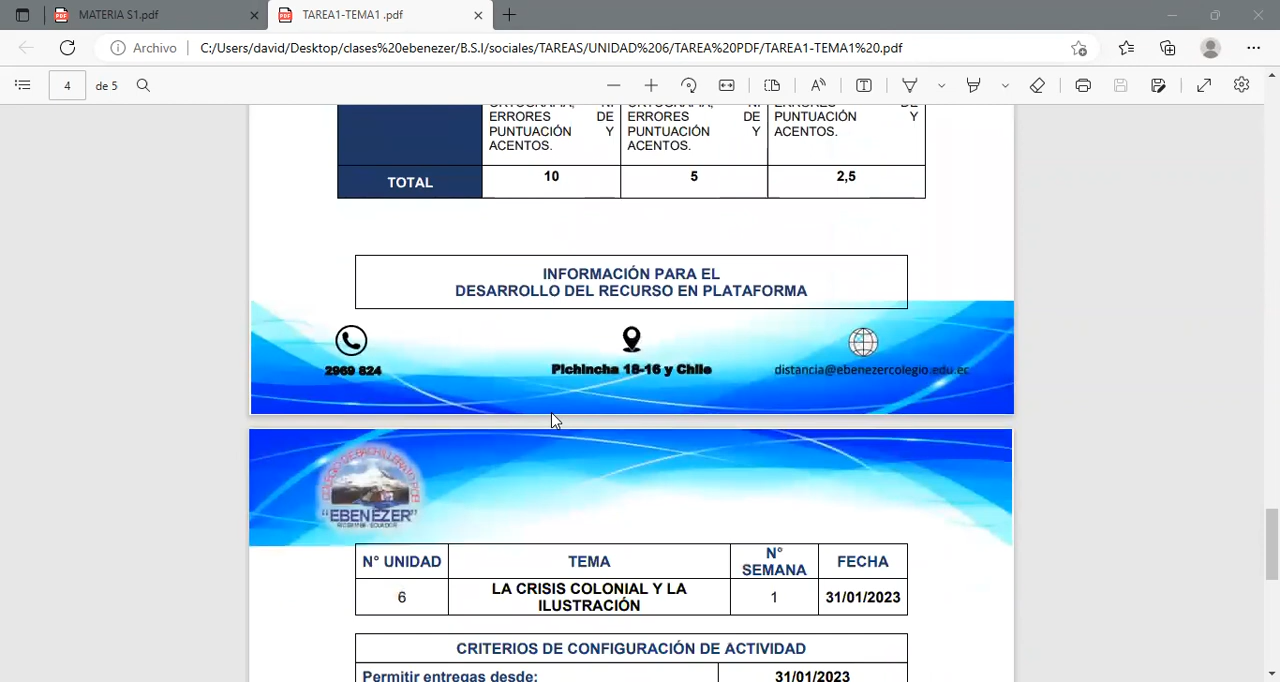 MATERIA S1.pdf
TAREA1-TEMA1 .pdf
Archivo
C:/Users/david/Desktop/clases%20ebenezer/B.S.I/sociales/TAREAS/UNIDAD%206/TAREA%20PDF/TAREA1-TEMA1%20.pdf
4 de 5
ERRORES DE PUNTUACIÓN Y ACENTOS.
ERRORES DE PUNTUACIÓN Y ACENTOS.
ERRORES DE
PUNTUACIÓN Y
ACENTOS.
TOTAL 10 5 2,5
INFORMACIÓN PARA EL
DESARROLLO DEL RECURSO EN PLATAFORMA
2969 824
Pichincha 18-16 y Chile
distancia@ebenezercolegio.edu.ec
"EBENEZER"
RIOBAMBA - ECUADOR
N° UNIDAD TEMA N° SEMANA FECHA
6 LA CRISIS COLONIAL Y LA ILUSTRACIÓN 1 31/01/2023
CRITERIOS DE CONFIGURACIÓN DE ACTIVIDAD
Permitir entregas desde: 31/01/2023